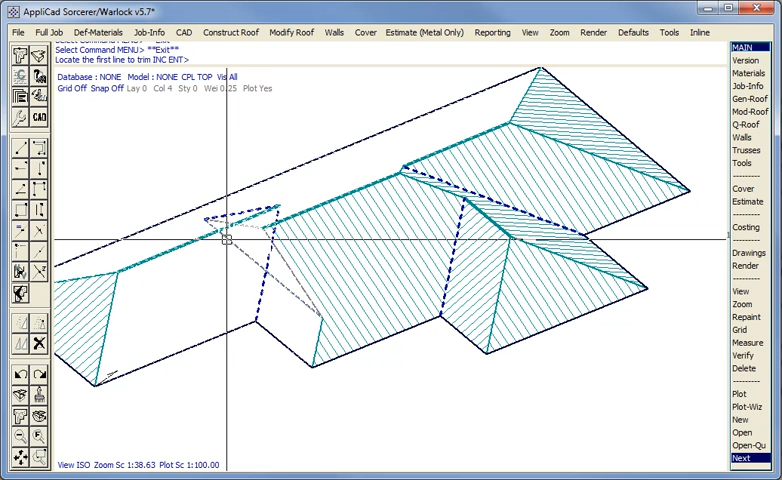 AppliCad Sorcerer/Warlock v5.7*
File Full Job Def-Materials Job-Info CAD Construct Roof Modify Roof Walls Cover Estimate (Metal Only) Reporting View Zoom Render Defaults Tools Inline
Select Command MENU> **Exit**
Locate the first line to trim INC ENT>
Database : NONE Model : NONE CPL TOP Vis All
Grid Off Snap Off Lay 0 Col 4 Sty 0 Wei 0.25 Plot Yes
CAD
View ISO Zoom Sc 1:38.63 Plot Sc 1:100.00
MAIN
Version
Materials
Job-Info
Gen-Roof
Mod-Roof
Q-Roof
Walls
Trusses
Tools
---------
Cover
Estimate
---------
Costing
---------
Drawings
Render
---------
View
Zoom
Repaint
Grid
Measure
Verify
Delete
---------
Plot
Plot-Wiz
New
Open
Open-Qu
Next